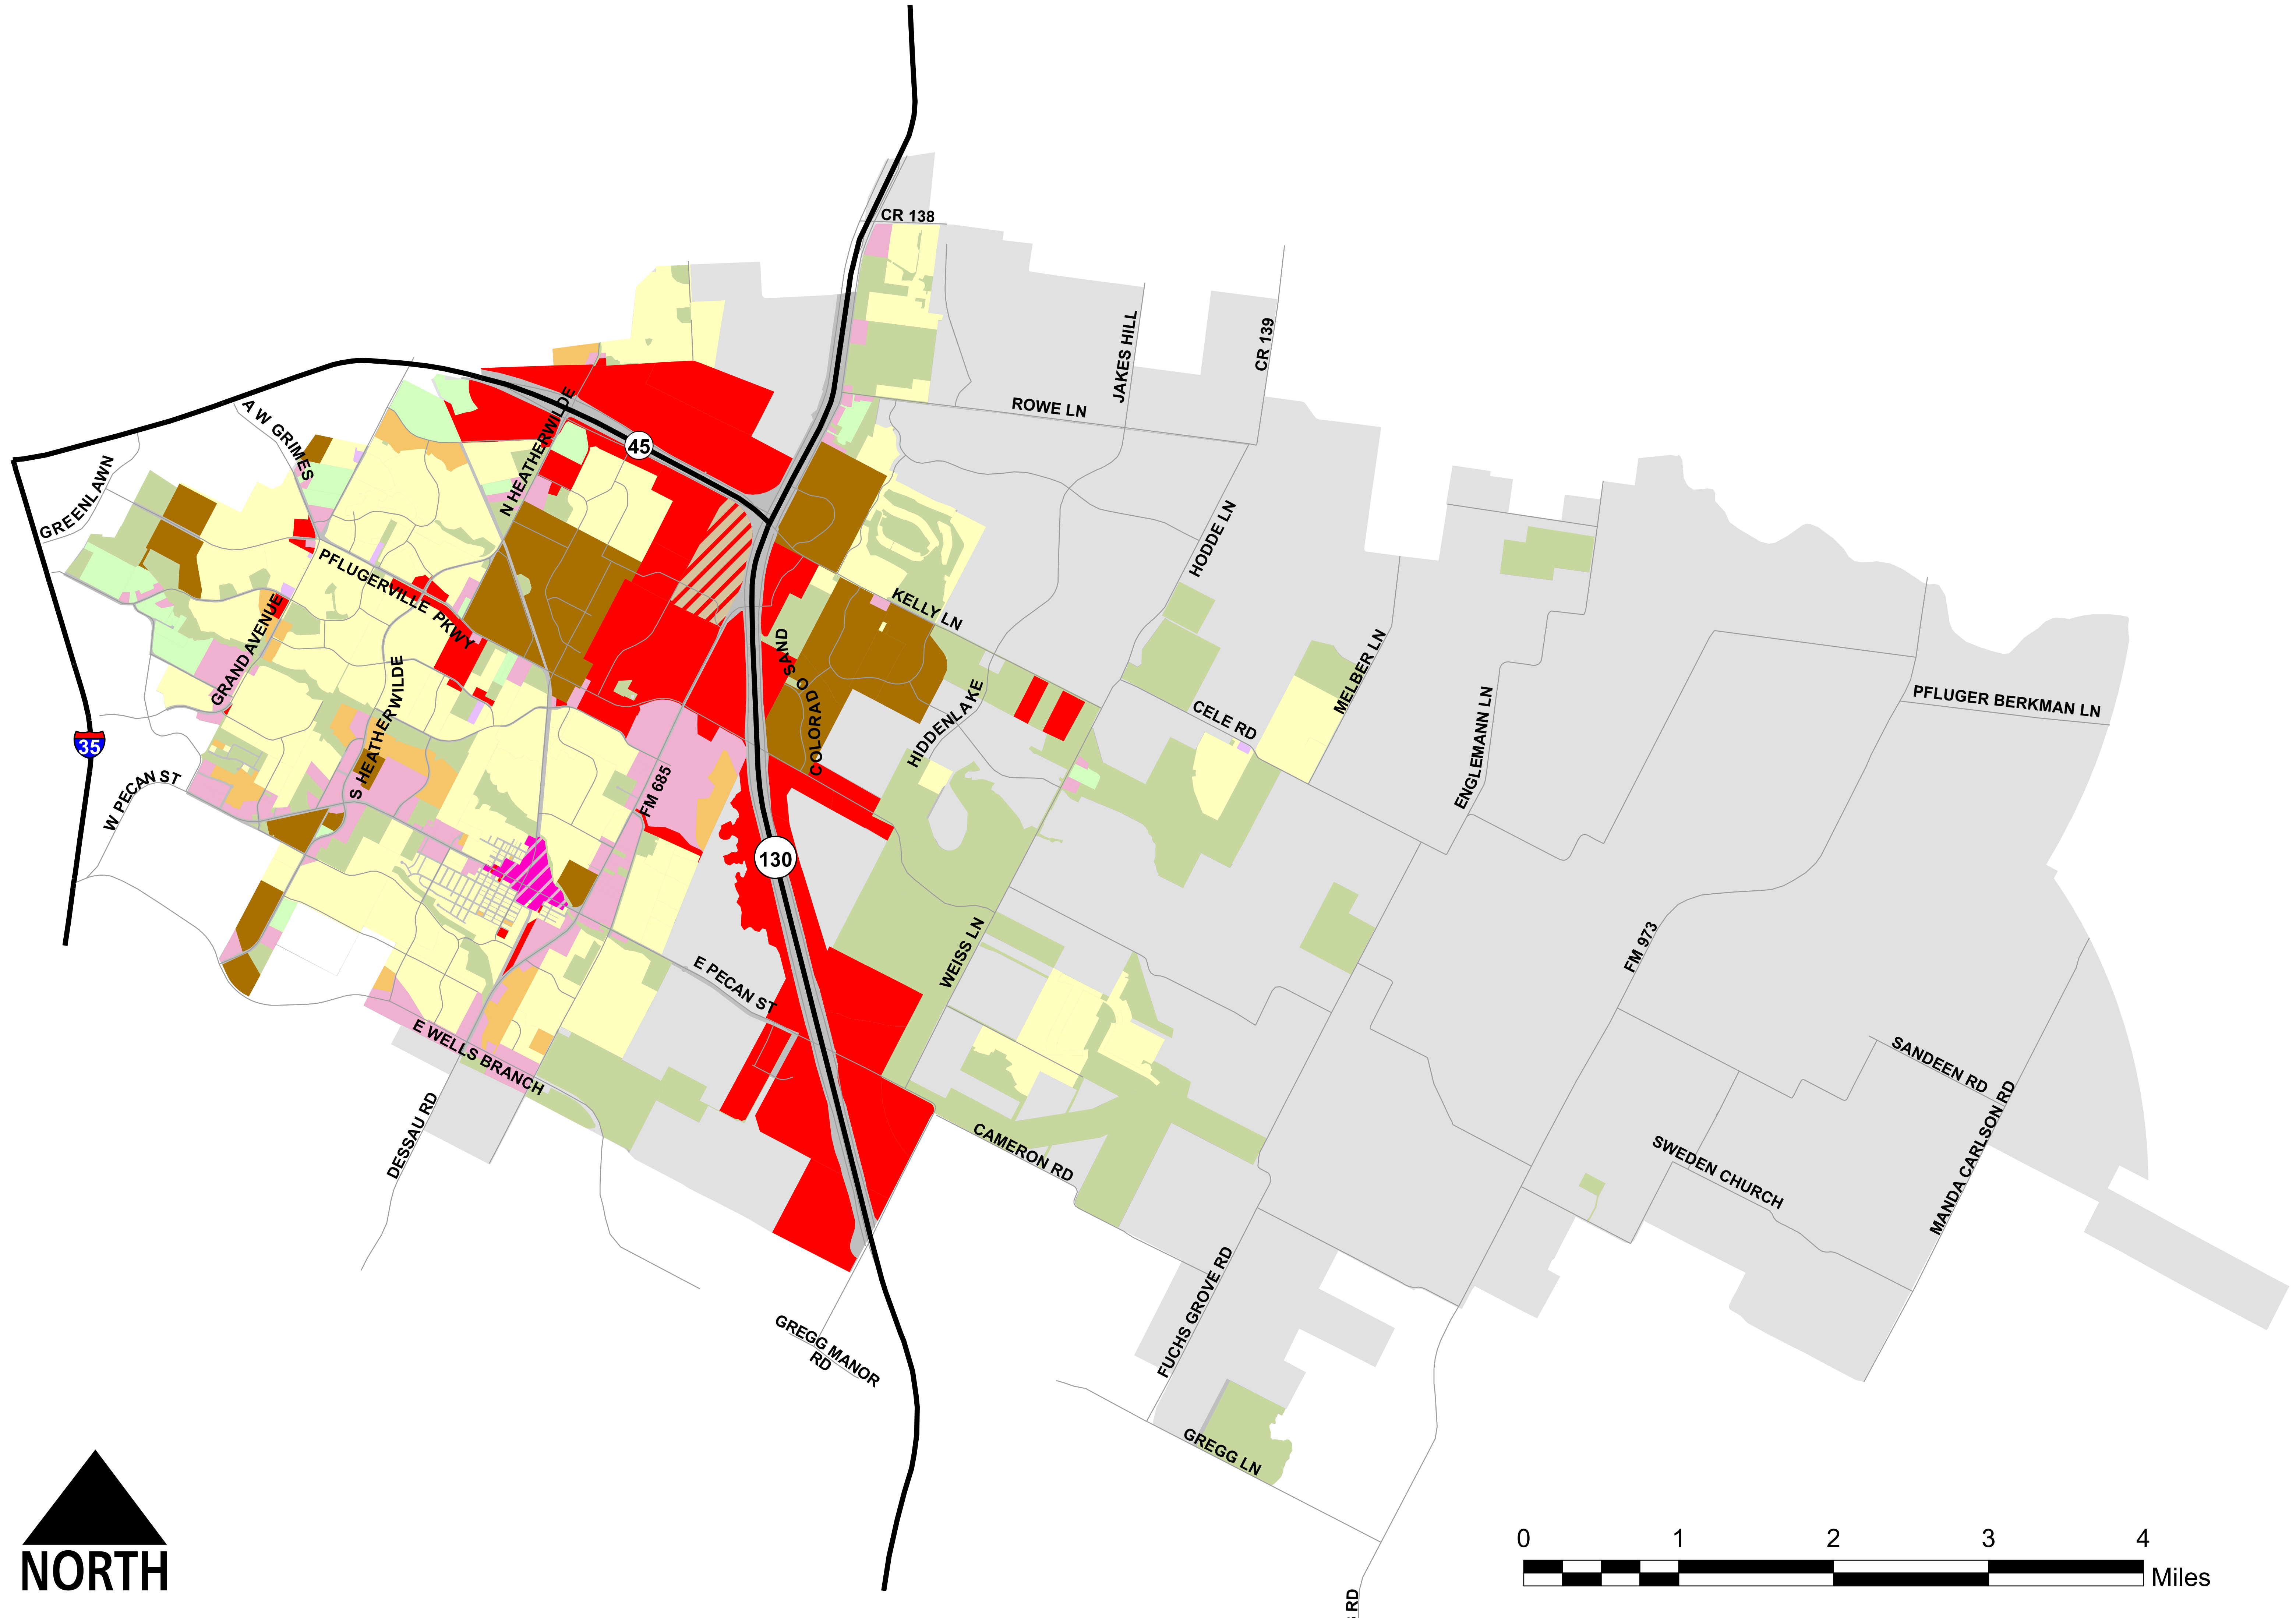 CR 138
JAKES HILL
CR 139
ROWE LN
A W GRIMES
GREENLAWN
N HEATHERWILDE
45
HODDE LN
PFLUGERVILLE PKWY
KELLY LN
GRAND AVENUE
S HEATHERWILDE
COLORADO SAND
HIDDENLAKE
MELBER LN
CELE RD
ENGLEMANN LN
PFLUGER BERKMAN LN
35
W PECAN ST
FM 685
130
WEISS LN
FM 973
E PECAN ST
E WELLS BRANCH
DESSAU RD
CAMERON RD
SANDEEN RD
SWEDEN CHURCH
MANDA CARLSON RD
FUCHS GROVE RD
GREGG MANOR
RD
GREGG LN
NORTH
0 1 2 3 4
Miles
RD